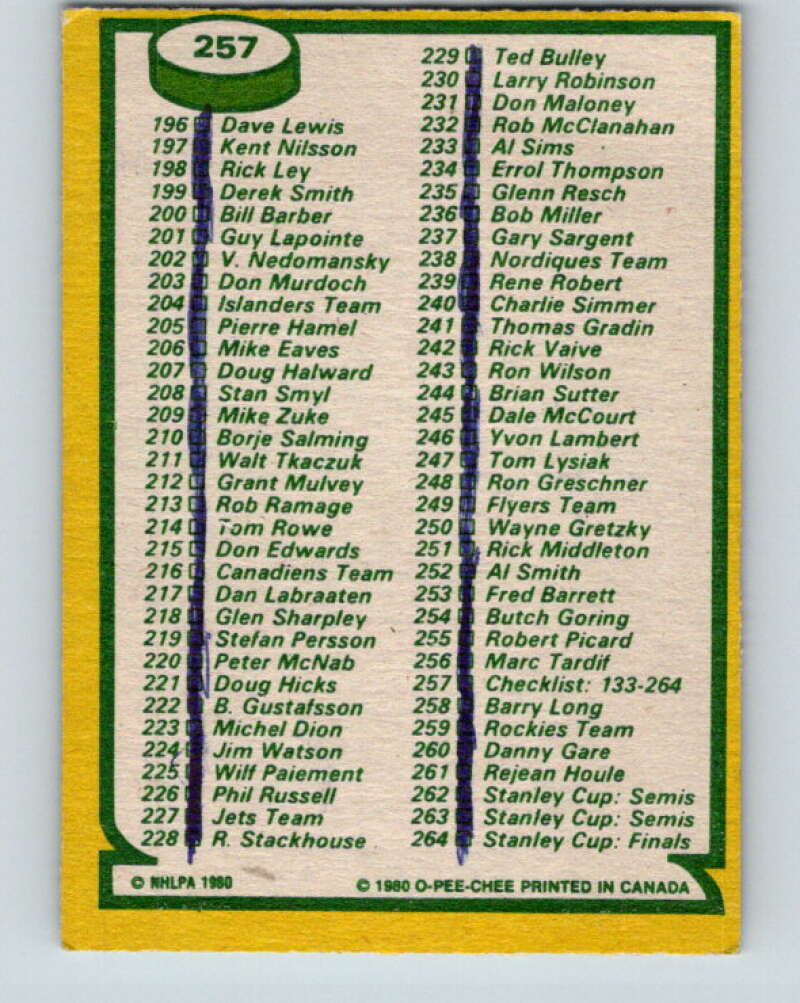 257
196 Dave Lewis
197 Kent Nilsson
198 Rick Ley
199 Derek Smith
200 Bill Barber
201 Guy Lapointe
202 V. Nedomansky
203 Don Murdoch
204 Islanders Team
205 Pierre Hamel
206 Mike Eaves
207 Doug Halward
208 Stan Smyl
209 Mike Zuke
210 Borje Salming
211 Walt Tkaczuk
212 Grant Mulvey
213 Rob Ramage
214 Tom Rowe
215 Don Edwards
216 Canadiens Team
217 Dan Labraaten
218 Glen Sharpley
219 Stefan Persson
220 Peter McNab
221 Doug Hicks
222 B. Gustafsson
223 Michel Dion
224 Jim Watson
225 Wilf Paiement
226 Phil Russell
227 Jets Team
228 R. Stackhouse
229 Ted Bulley
230 Larry Robinson
231 Don Maloney
232 Rob McClanahan
233 Al Sims
234 Errol Thompson
235 Glenn Resch
236 Bob Miller
237 Gary Sargent
238 Nordiques Team
239 Rene Robert
240 Charlie Simmer
241 Thomas Gradin
242 Rick Vaive
243 Ron Wilson
244 Brian Sutter
245 Dale McCourt
246 Yvon Lambert
247 Tom Lysiak
248 Ron Greschner
249 Flyers Team
250 Wayne Gretzky
251 Rick Middleton
252 Al Smith
253 Fred Barrett
254 Butch Goring
255 Robert Picard
256 Marc Tardif
257 Checklist: 133-264
258 Barry Long
259 Rockies Team
260 Danny Gare
261 Rejean Houle
262 Stanley Cup: Semis
263 Stanley Cup: Semis
264 Stanley Cup: Finals
© NHLPA 1980
© 1980 O-PEE-CHEE PRINTED IN CANADA